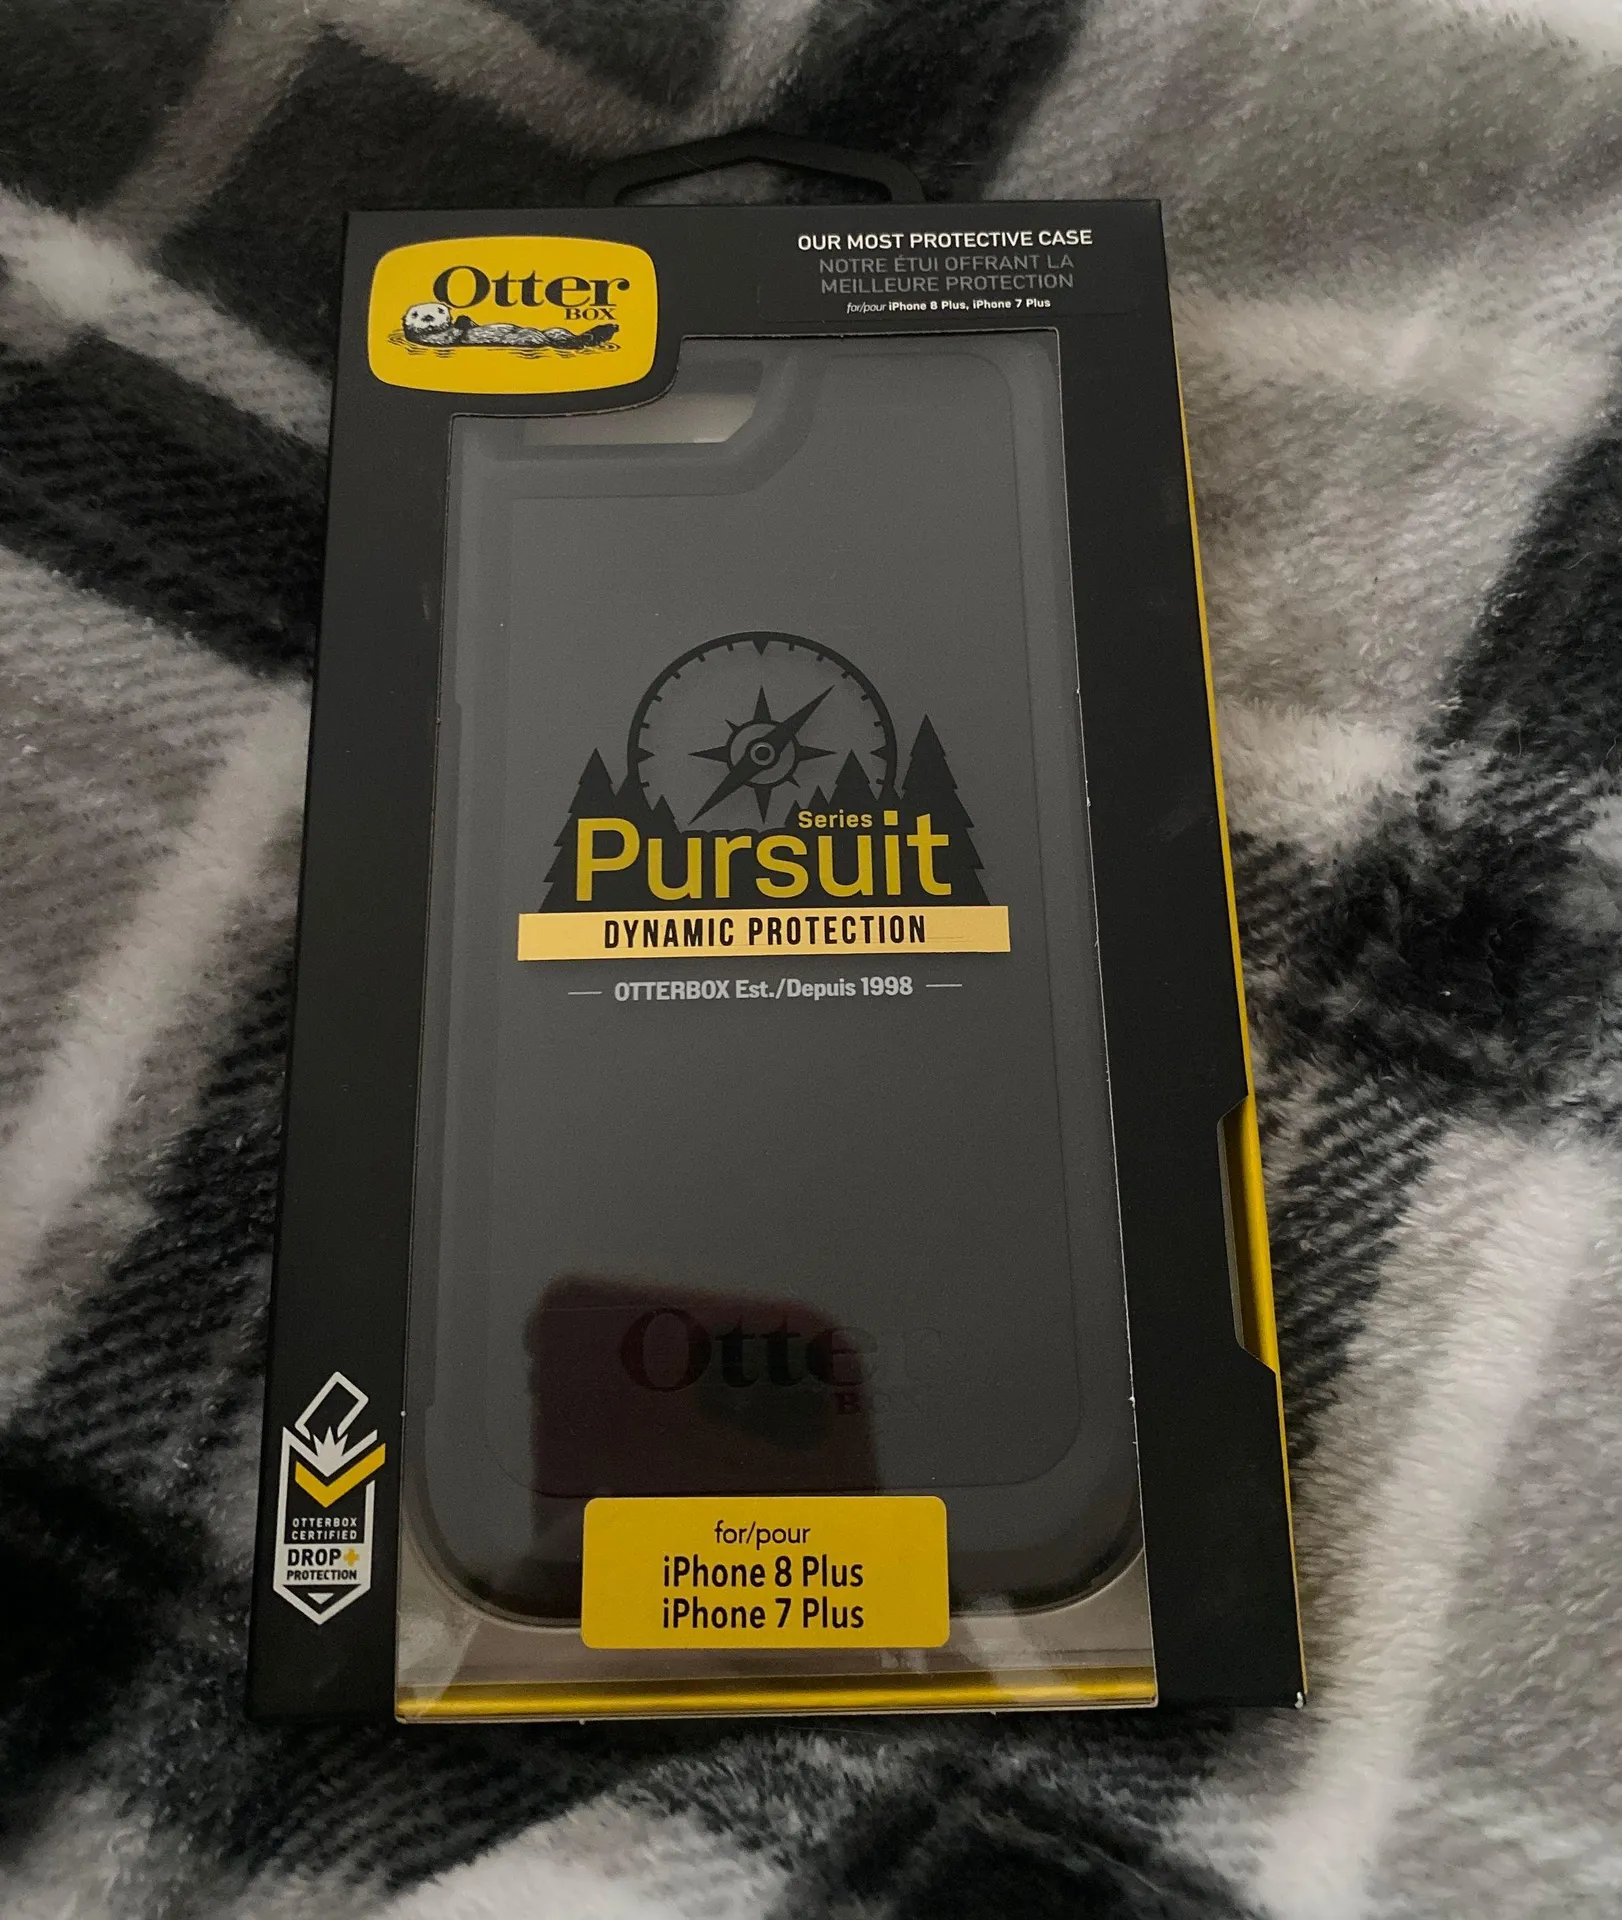 Otter
BOX
OUR MOST PROTECTIVE CASE
NOTRE ÉTUI OFFRANT LA
MEILLEURE PROTECTION
for/pour iPhone 8 Plus, iPhone 7 Plus
Series
Pursuit
DYNAMIC PROTECTION
OTTERBOX Est./Depuis 1998
Otter
BOX
OTTERBOX
CERTIFIED
DROP+
PROTECTION
for/pour
iPhone 8 Plus
iPhone 7 Plus